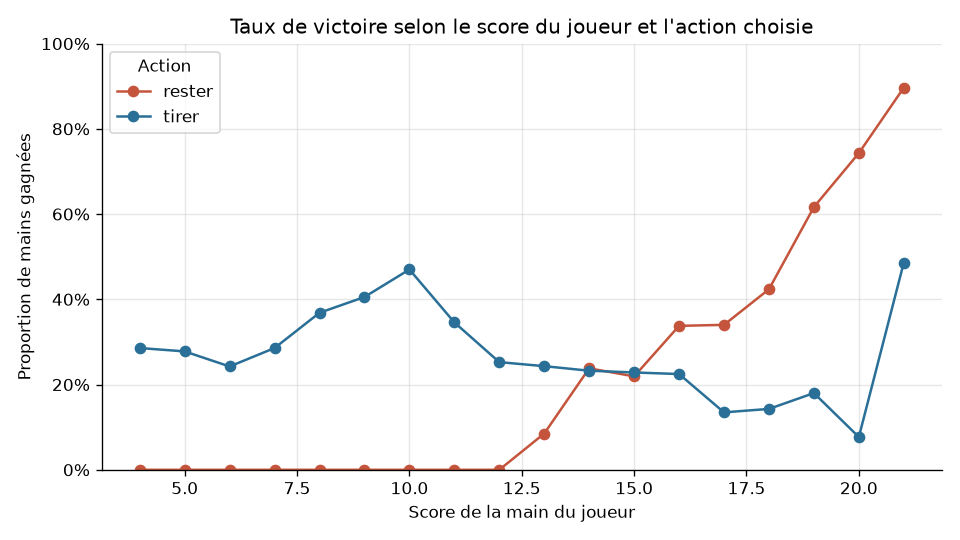 Taux de victoire selon le score du joueur et l'action choisie
Proportion de mains gagnées
100%
80%
60%
40%
20%
0%
Action
rester
tirer
5.0
7.5
10.0
12.5
15.0
17.5
20.0
Score de la main du joueur